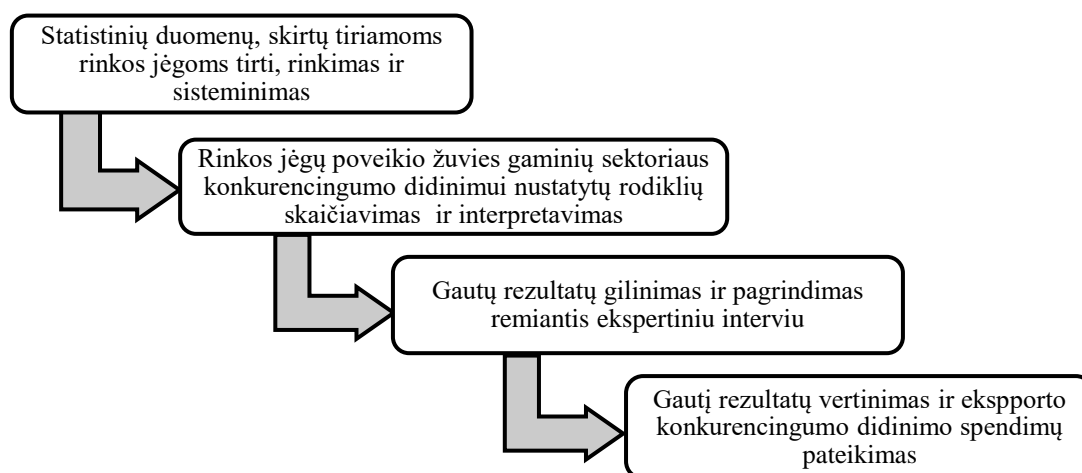 Statistinių duomenų, skirtų tiriamoms
rinkos jėgoms tirti, rinkimas ir
sisteminimas
Rinkos jėgų poveikio žuvies gaminių sektoriaus
konkurencingumo didinimui nustatytų rodiklių
skaičiavimas ir interpretavimas
Gautų rezultatų gilinimas ir pagrindimas
remiantis ekspertiniu interviu
Gautį rezultatų vertinimas ir ekspporto
konkurencingumo didinimo spendimų
pateikimas